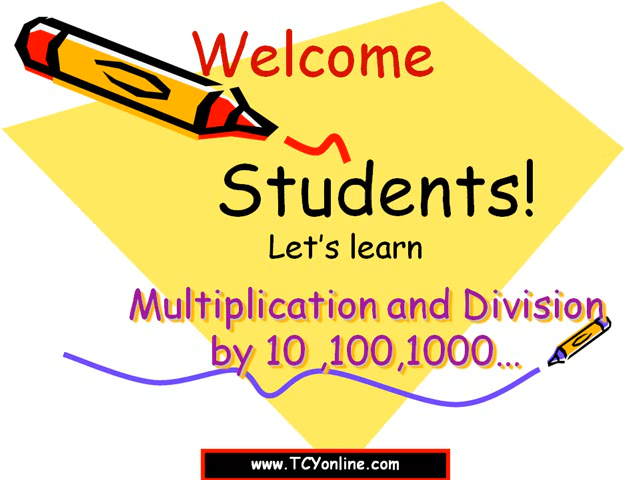 Welcome
Students!
Let's learn
Multiplication and Division
by 10 ,100,1000...
www.TCYonline.com